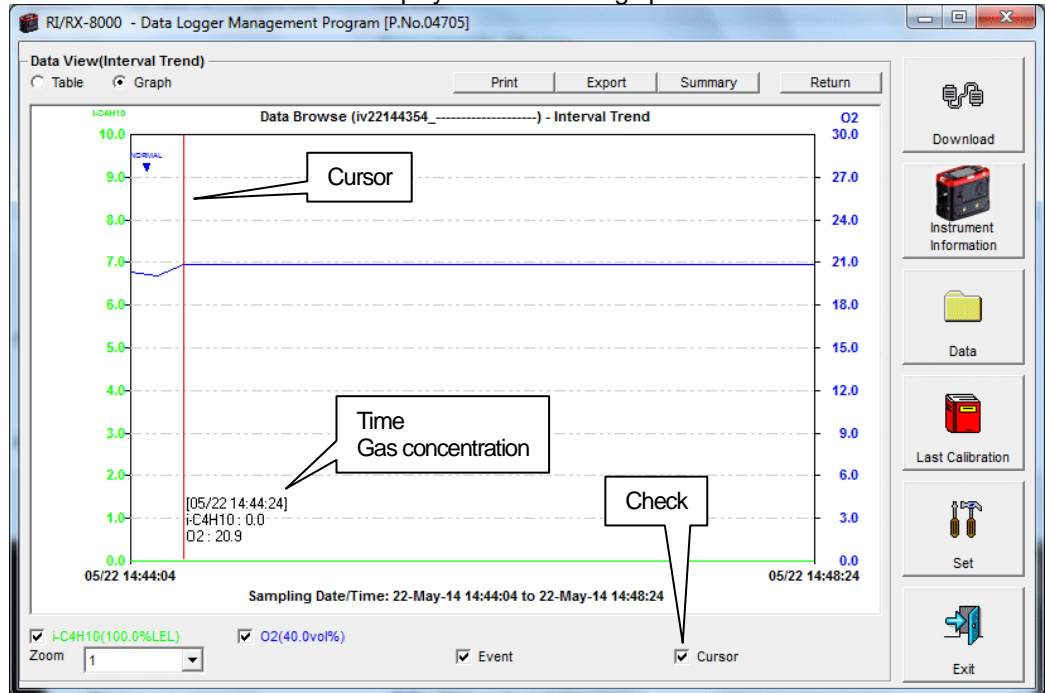 RI/RX-8000 - Data Logger Management Program [P.No.04705]
Data View(Interval Trend)
Table Graph Print Export Summary Return
i-C4H10 Data Browse (iv22144354_--------------------) - Interval Trend O2
10.0 30.0
NORMAL
9.0 27.0
Cursor
8.0 24.0
7.0 21.0
6.0 18.0
5.0 15.0
4.0 12.0
Time
Gas concentration
3.0 9.0
2.0 6.0
Check
[05/22 14:44:24]
i-C4H10 : 0.0
O2 : 20.9
1.0 3.0
0.0 0.0
05/22 14:44:04 05/22 14:48:24
Sampling Date/Time: 22-May-14 14:44:04 to 22-May-14 14:48:24
i-C4H10(100.0%LEL) O2(40.0vol%)
Zoom 1 Event Cursor
Download
Instrument
Information
Data
Last Calibration
Set
Exit